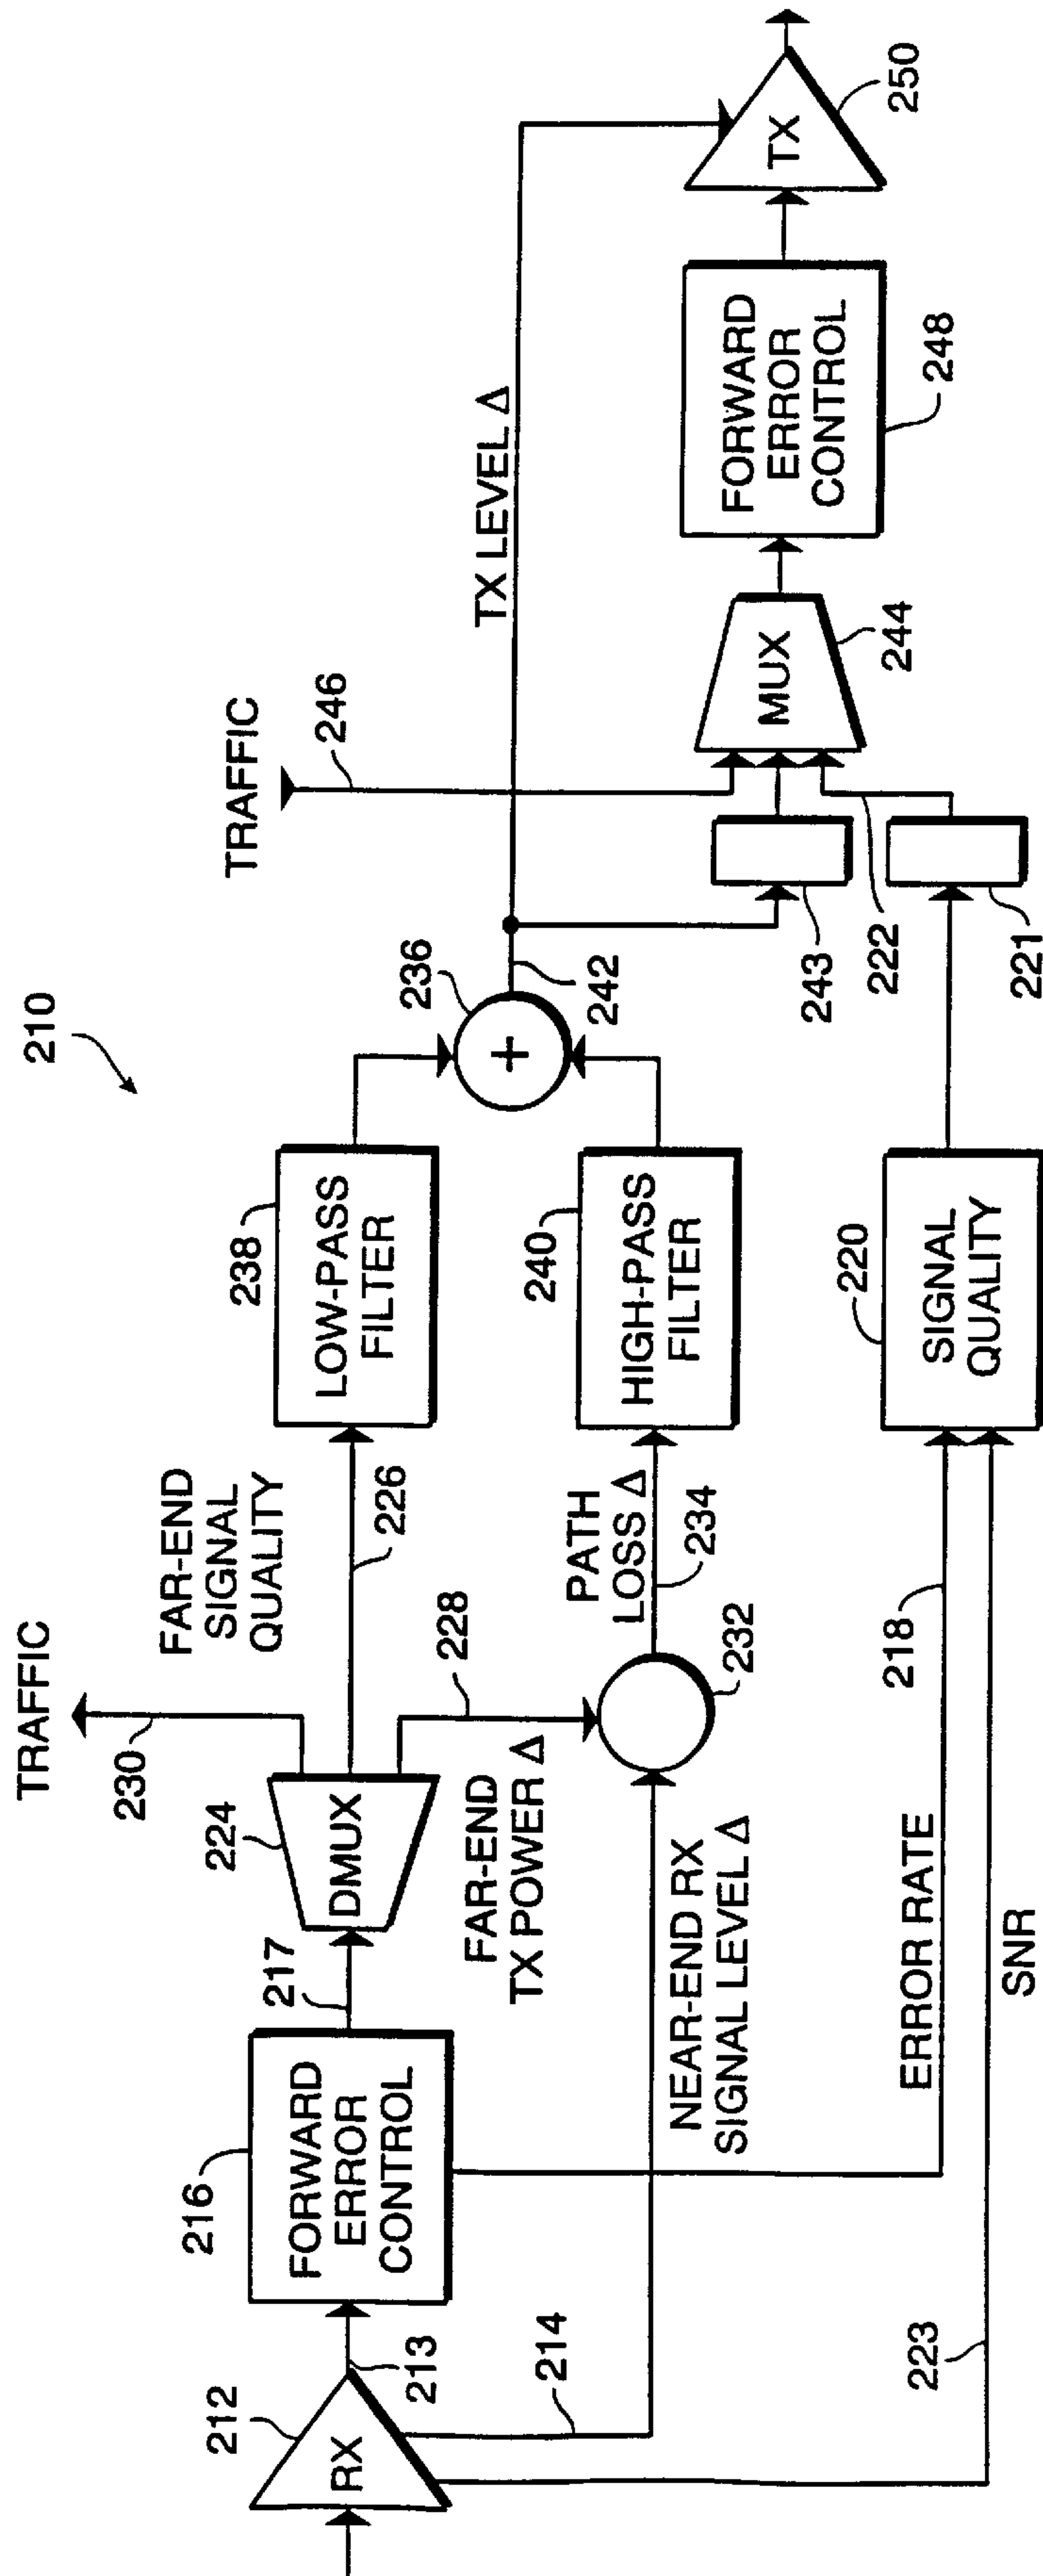 210
TRAFFIC
230
FAR-END
SIGNAL
QUALITY
226
224
DMUX
217
216
FORWARD
ERROR
CONTROL
212
RX
213
214
228
FAR-END
TX POWER Δ
NEAR-END RX
SIGNAL LEVEL Δ
232
PATH
LOSS Δ
234
238
LOW-PASS
FILTER
240
HIGH-PASS
FILTER
236
+
242
ERROR RATE
218
SNR
223
220
SIGNAL
QUALITY
TRAFFIC
246
TX LEVEL Δ
243
222
221
MUX
244
FORWARD
ERROR
CONTROL
248
TX
250